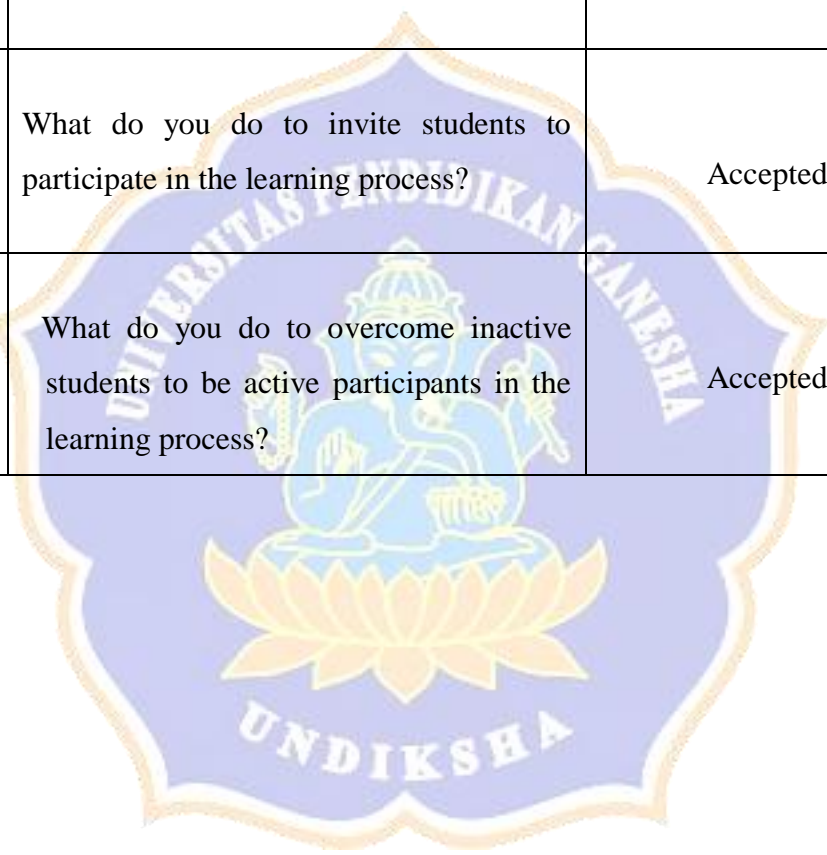 What do you do to invite students to
participate in the learning process?
Accepted
What do you do to overcome inactive
students to be active participants in the
learning process?
Accepted
UNIVERSITAS PENDIDIKAN GANESHA
UNDIKSHA